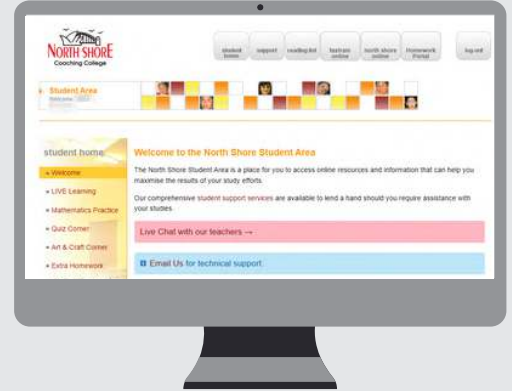 NORTH SHORE
Coaching College
student home
support
reading list
testrain online
north shore online
Homework Portal
log out
Student Area
Welcome
student home
» Welcome
» LIVE Learning
» Mathematics Practice
» Quiz Corner
» Art & Craft Corner
» Extra Homework
Welcome to the North Shore Student Area
The North Shore Student Area is a place for you to access online resources and information that can help you
maximise the results of your study efforts.
Our comprehensive student support services are available to lend a hand should you require assistance with
your studies.
Live Chat with our teachers →
Email Us for technical support.